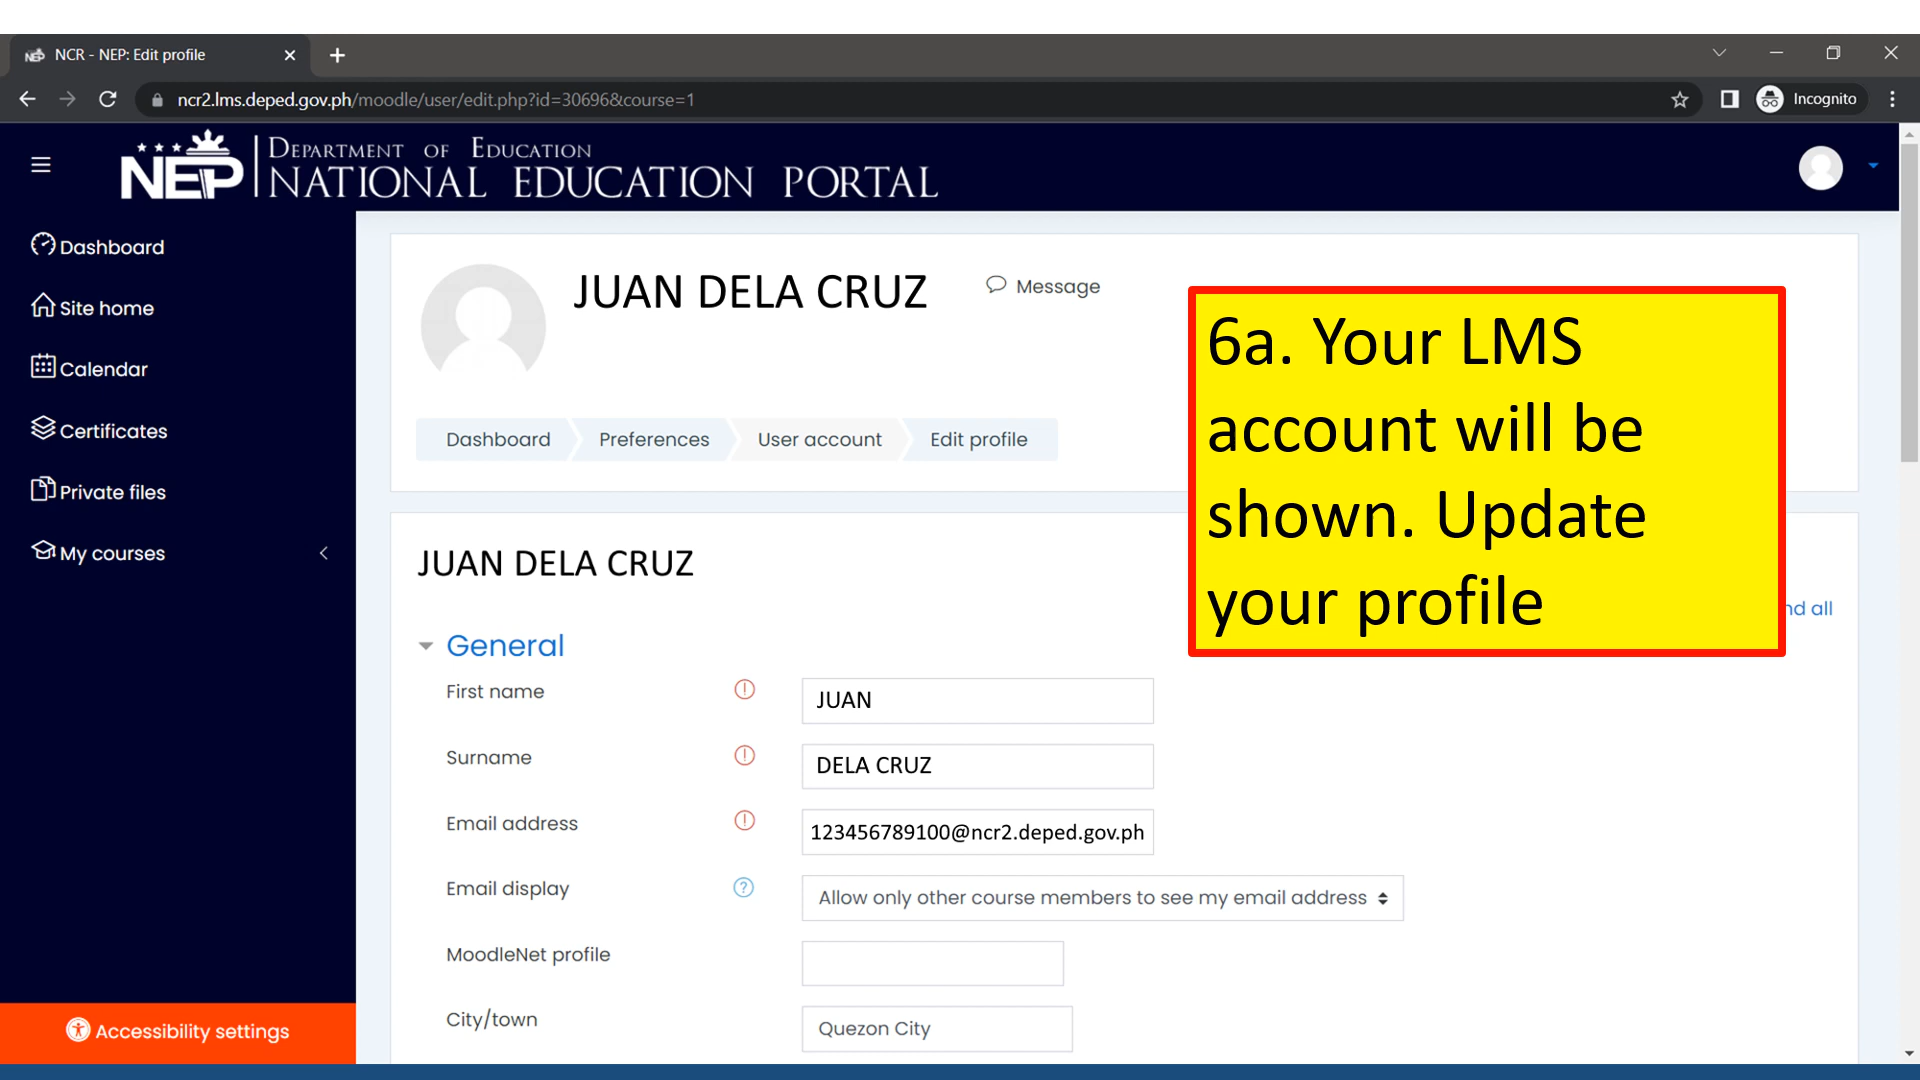 NCR - NEP: Edit profile
ncr2.lms.deped.gov.ph/moodle/user/edit.php?id=30696&course=1
Incognito
NEP
DEPARTMENT OF EDUCATION
NATIONAL EDUCATION PORTAL
Dashboard
Site home
Calendar
Certificates
Private files
My courses
Accessibility settings
JUAN DELA CRUZ
Message
Dashboard
Preferences
User account
Edit profile
6a. Your LMS
account will be
shown. Update
your profile
JUAN DELA CRUZ
all
General
First name
JUAN
Surname
DELA CRUZ
Email address
123456789100@ncr2.deped.gov.ph
Email display
Allow only other course members to see my email address
MoodleNet profile
City/town
Quezon City